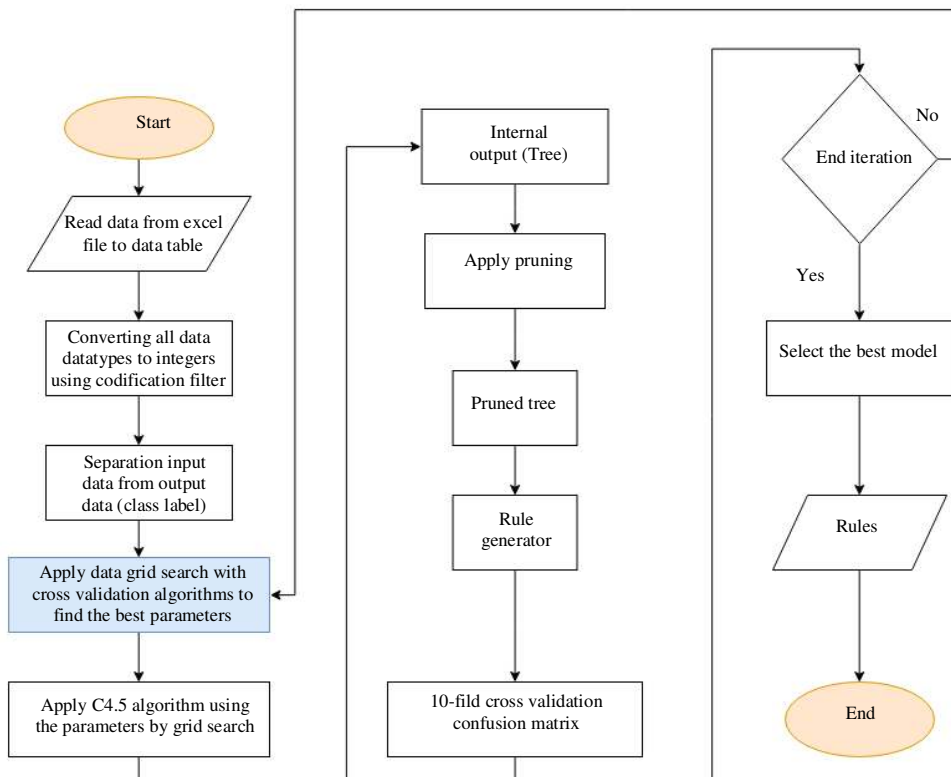 Start
Read data from excel
file to data table
Converting all data
datatypes to integers
using codification filter
Separation input
data from output
data (class label)
Apply data grid search with
cross validation algorithms to
find the best parameters
Apply C4.5 algorithm using
the parameters by grid search
Internal
output (Tree)
Apply pruning
Pruned tree
Rule
generator
10-fild cross validation
confusion matrix
End iteration
No
Yes
Select the best model
Rules
End